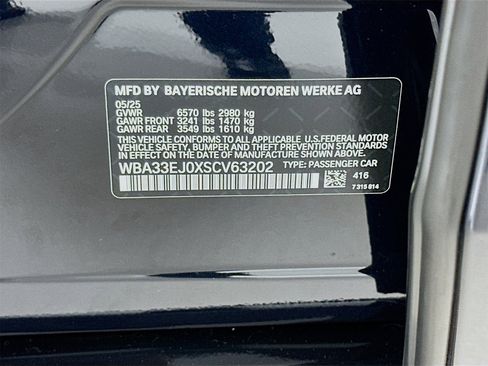 MFD BY BAYERISCHE MOTOREN WERKE AG
05/25
GVWR 6570 lbs 2980 kg
GAWR FRONT 3241 lbs 1470 kg
GAWR REAR 3549 lbs 1610 kg
THIS VEHICLE CONFORMS TO ALL APPLICABLE U.S.FEDERAL MOTOR
VEHICLE SAFETY, BUMPER AND THEFT PREVENTION STANDARDS
IN EFFECT ON THE DATE OF MANUFACTURE SHOWN ABOVE.
WBA33EJ0XSCV63202 TYPE: PASSENGER CAR
416
7 315 814